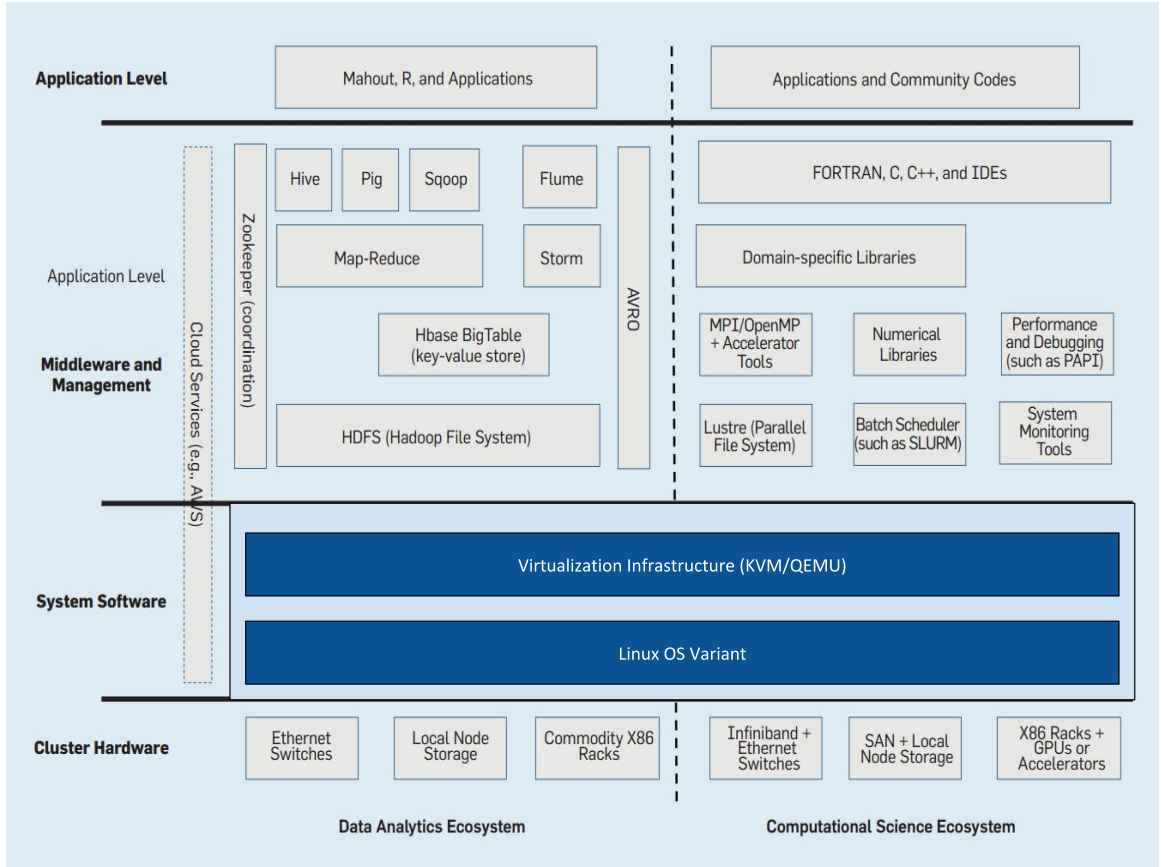 Application Level
Mahout, R, and Applications
Applications and Community Codes
Cloud Services (e.g., AWS)
Zookeeper (coordination)
Hive
Pig
Sqoop
Flume
AVRO
FORTRAN, C, C++, and IDEs
Application Level
Map-Reduce
Storm
Domain-specific Libraries
Middleware and
Management
Hbase BigTable
(key-value store)
MPI/OpenMP
+ Accelerator
Tools
Numerical
Libraries
Performance
and Debugging
(such as PAPI)
HDFS (Hadoop File System)
Lustre (Parallel
File System)
Batch Scheduler
(such as SLURM)
System
Monitoring
Tools
System Software
Virtualization Infrastructure (KVM/QEMU)
Linux OS Variant
Cluster Hardware
Ethernet
Switches
Local Node
Storage
Commodity X86
Racks
Infiniband +
Ethernet
Switches
SAN + Local
Node Storage
X86 Racks +
GPUs or
Accelerators
Data Analytics Ecosystem
Computational Science Ecosystem